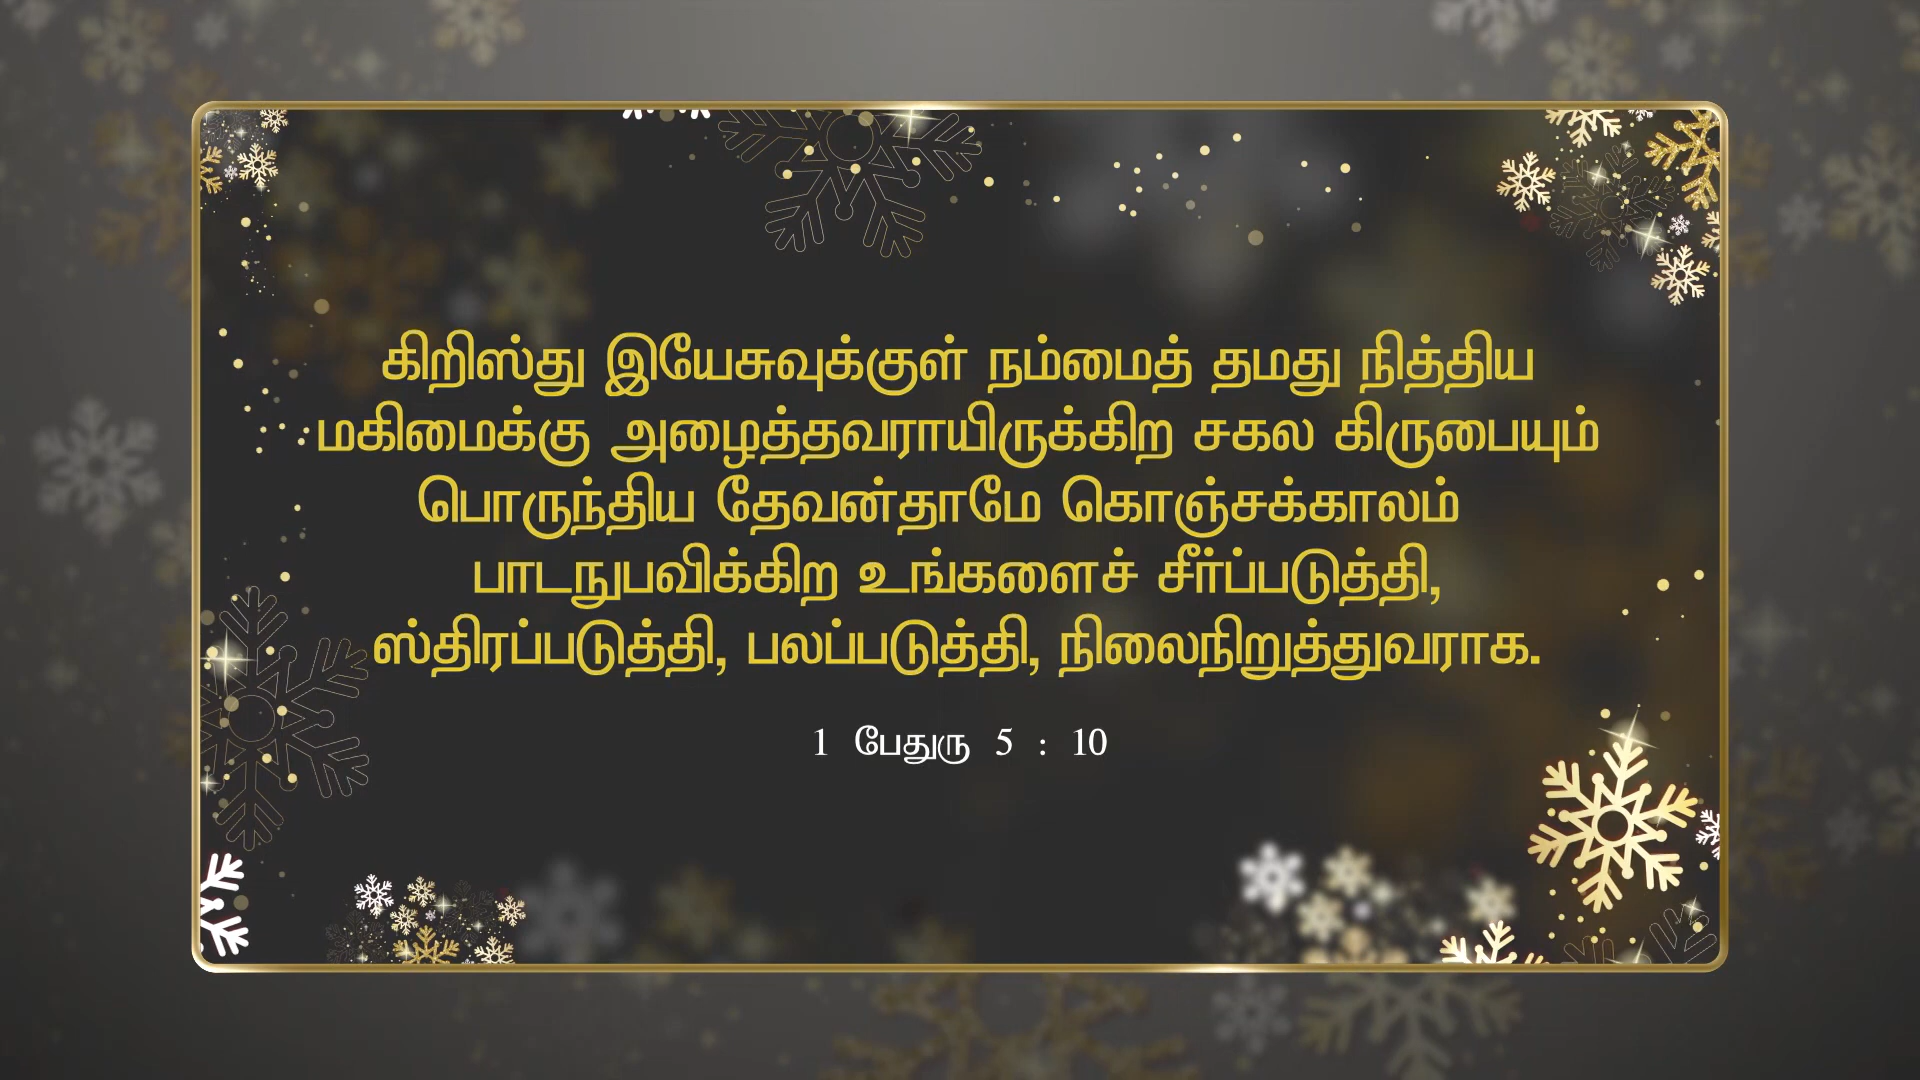 கிறிஸ்து இயேசுவுக்குள் நம்மைத் தமது நித்திய
மகிமைக்கு அழைத்தவராயிருக்கிற சகல கிருபையும்
பொருந்திய தேவன்தாமே கொஞ்சக்காலம்
பாடநுபவிக்கிற உங்களைச் சீர்ப்படுத்தி,
ஸ்திரப்படுத்தி, பலப்படுத்தி, நிலைநிறுத்துவராக.
1 பேதுரு 5 : 10